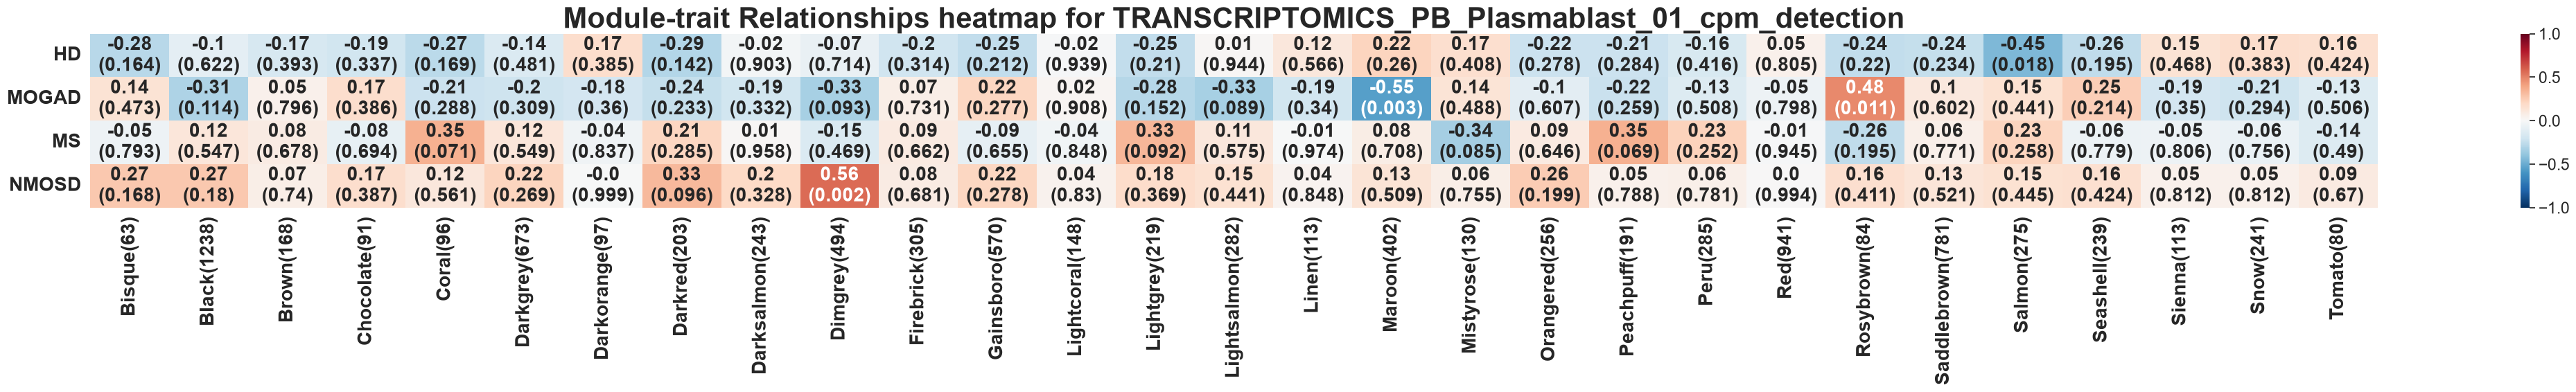 Module-trait Relationships heatmap for TRANSCRIPTOMICS_PB_Plasmablast_01_cpm_detection
HD -0.28 -0.1 -0.17 -0.19 -0.27 -0.14 0.17 -0.29 -0.02 -0.07 -0.2 -0.25 -0.02 -0.25 0.01 0.12 0.22 0.17 -0.22 -0.21 -0.16 0.05 -0.24 -0.24 -0.45 -0.26 0.15 0.17 0.16
(0.164) (0.622) (0.393) (0.337) (0.169) (0.481) (0.385) (0.142) (0.903) (0.714) (0.314) (0.212) (0.939) (0.21) (0.944) (0.566) (0.26) (0.408) (0.278) (0.284) (0.416) (0.805) (0.22) (0.234) (0.018) (0.195) (0.468) (0.383) (0.424)
MOGAD 0.14 -0.31 0.05 0.17 -0.21 -0.2 -0.18 -0.24 -0.19 -0.33 0.07 0.22 0.02 -0.28 -0.33 -0.19 -0.55 0.14 -0.1 -0.22 -0.13 -0.05 0.48 0.1 0.15 0.25 -0.19 -0.21 -0.13
(0.473) (0.114) (0.796) (0.386) (0.288) (0.309) (0.36) (0.233) (0.332) (0.093) (0.731) (0.277) (0.908) (0.152) (0.089) (0.34) (0.003) (0.488) (0.607) (0.259) (0.508) (0.798) (0.011) (0.602) (0.441) (0.214) (0.35) (0.294) (0.506)
MS -0.05 0.12 0.08 -0.08 0.35 0.12 -0.04 0.21 0.01 -0.15 0.09 -0.09 -0.04 0.33 0.11 -0.01 0.08 -0.34 0.09 0.35 0.23 -0.01 -0.26 0.06 0.23 -0.06 -0.05 -0.06 -0.14
(0.793) (0.547) (0.678) (0.694) (0.071) (0.549) (0.837) (0.285) (0.958) (0.469) (0.662) (0.655) (0.848) (0.092) (0.575) (0.974) (0.708) (0.085) (0.646) (0.069) (0.252) (0.945) (0.195) (0.771) (0.258) (0.779) (0.806) (0.756) (0.49)
NMOSD 0.27 0.27 0.07 0.17 0.12 0.22 -0.0 0.33 0.2 0.56 0.08 0.22 0.04 0.18 0.15 0.04 0.13 0.06 0.26 0.05 0.06 0.0 0.16 0.13 0.15 0.16 0.05 0.05 0.09
(0.168) (0.18) (0.74) (0.387) (0.561) (0.269) (0.999) (0.096) (0.328) (0.002) (0.681) (0.278) (0.83) (0.369) (0.441) (0.848) (0.509) (0.755) (0.199) (0.788) (0.781) (0.994) (0.411) (0.521) (0.445) (0.424) (0.812) (0.812) (0.67)
Bisque(63)
Black(1238)
Brown(168)
Chocolate(91)
Coral(96)
Darkgrey(673)
Darkorange(97)
Darkred(203)
Darksalmon(243)
Dimgrey(494)
Firebrick(305)
Gainsboro(570)
Lightcoral(148)
Lightgrey(219)
Lightsalmon(282)
Linen(113)
Maroon(402)
Mistyrose(130)
Orangered(256)
Peachpuff(191)
Peru(285)
Red(941)
Rosybrown(84)
Saddlebrown(781)
Salmon(275)
Seashell(239)
Sienna(113)
Snow(241)
Tomato(80)
1.0
0.5
0.0
−0.5
−1.0